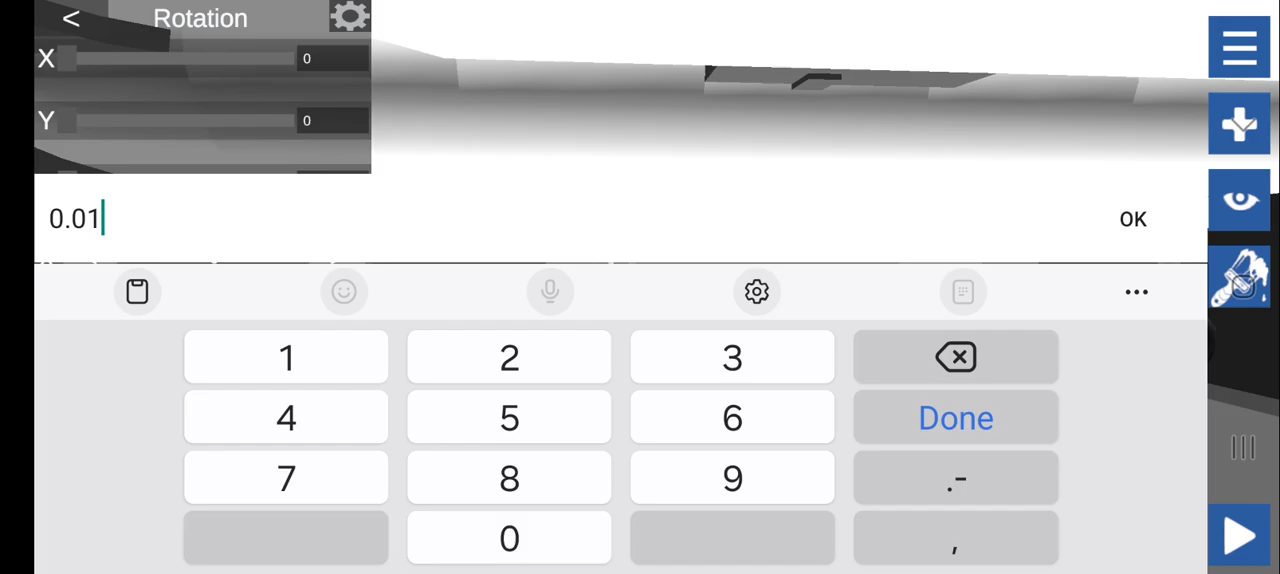 < Rotation
X 0
Y 0
0.01 OK
1 2 3
4 5 6 Done
7 8 9 .-
0 ,